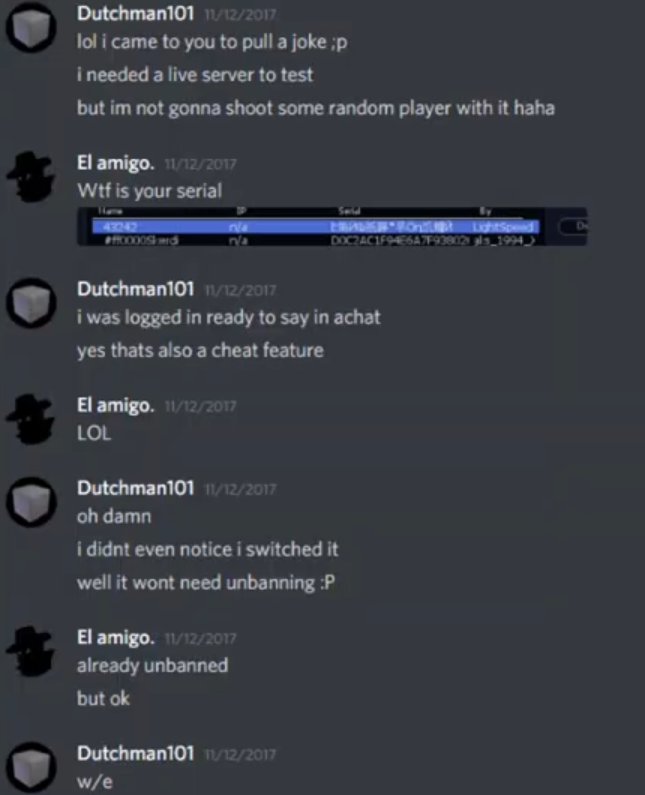 Dutchman101 11/12/2017
lol i came to you to pull a joke ;p
i needed a live server to test
but im not gonna shoot some random player with it haha
El amigo. 11/12/2017
Wtf is your serial
Name IP Serial By
43242 n/a LightSpeed
#ff0000Skerdi n/a
Dutchman101 11/12/2017
i was logged in ready to say in achat
yes thats also a cheat feature
El amigo. 11/12/2017
LOL
Dutchman101 11/12/2017
oh damn
i didnt even notice i switched it
well it wont need unbanning :P
El amigo. 11/12/2017
already unbanned
but ok
Dutchman101 11/12/2017
w/e